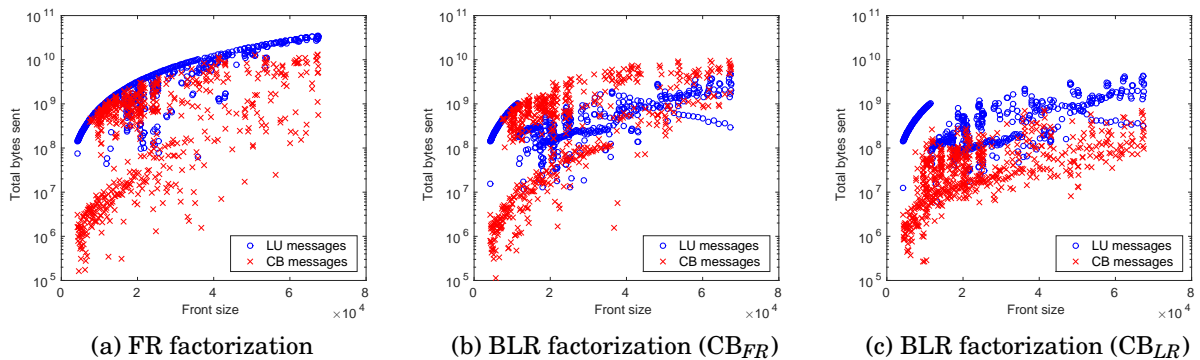 10^11
10^10
10^9
10^8
10^7
10^6
10^5
Total bytes sent
0 2 4 6 8
×10^4
Front size
LU messages
CB messages
(a) FR factorization
10^11
10^10
10^9
10^8
10^7
10^6
10^5
Total bytes sent
0 2 4 6 8
×10^4
Front size
LU messages
CB messages
(b) BLR factorization (CB_FR)
10^11
10^10
10^9
10^8
10^7
10^6
10^5
Total bytes sent
0 2 4 6 8
×10^4
Front size
LU messages
CB messages
(c) BLR factorization (CB_LR)